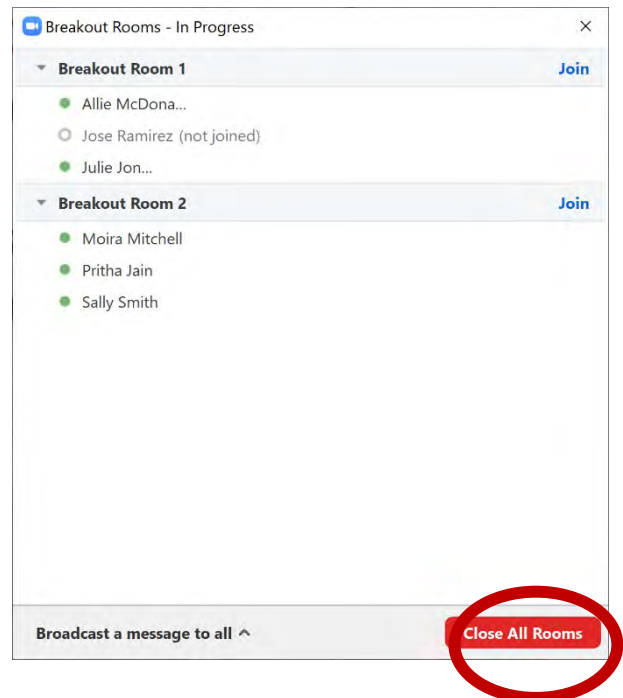 Breakout Rooms - In Progress
Breakout Room 1 Join
Allie McDona...
Jose Ramirez (not joined)
Julie Jon...
Breakout Room 2 Join
Moira Mitchell
Pritha Jain
Sally Smith
Broadcast a message to all Close All Rooms